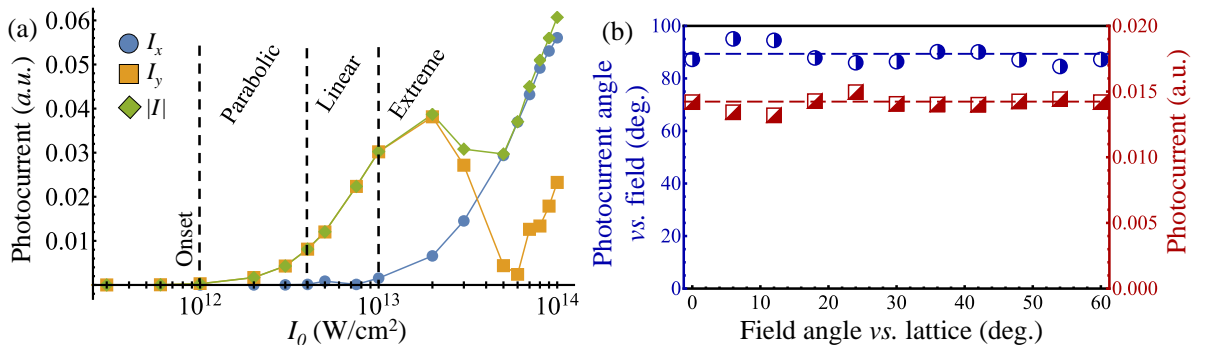 (a)
I_x
I_y
|I|
Onset
Parabolic
Linear
Extreme
Photocurrent (a.u.)
0.06
0.06
0.04
0.03
0.02
0.01
10^12
10^13
10^14
I_0 (W/cm^2)
(b)
Photocurrent angle
vs. field (deg.)
100
80
60
40
20
0
0
10
20
30
40
50
60
Field angle vs. lattice (deg.)
0.020
0.015
0.010
0.005
0.000
Photocurrent (a.u.)